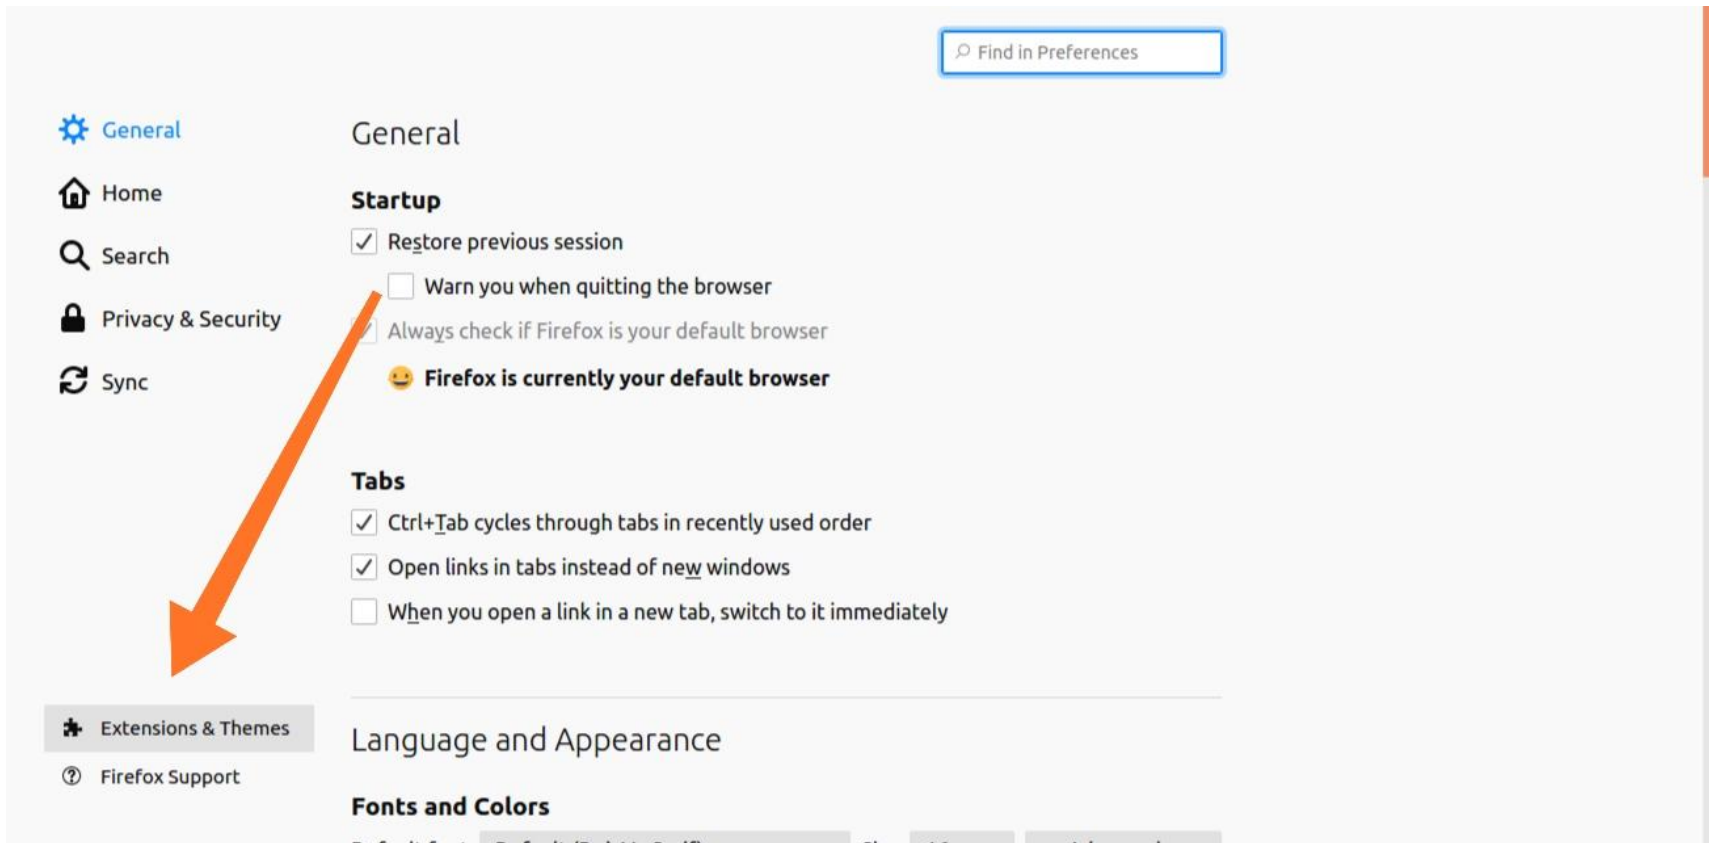 Find in Preferences
General
Home
Search
Privacy & Security
Sync
Extensions & Themes
Firefox Support
General
Startup
Restore previous session
Warn you when quitting the browser
Always check if Firefox is your default browser
Firefox is currently your default browser
Tabs
Ctrl+Tab cycles through tabs in recently used order
Open links in tabs instead of new windows
When you open a link in a new tab, switch to it immediately
Language and Appearance
Fonts and Colors